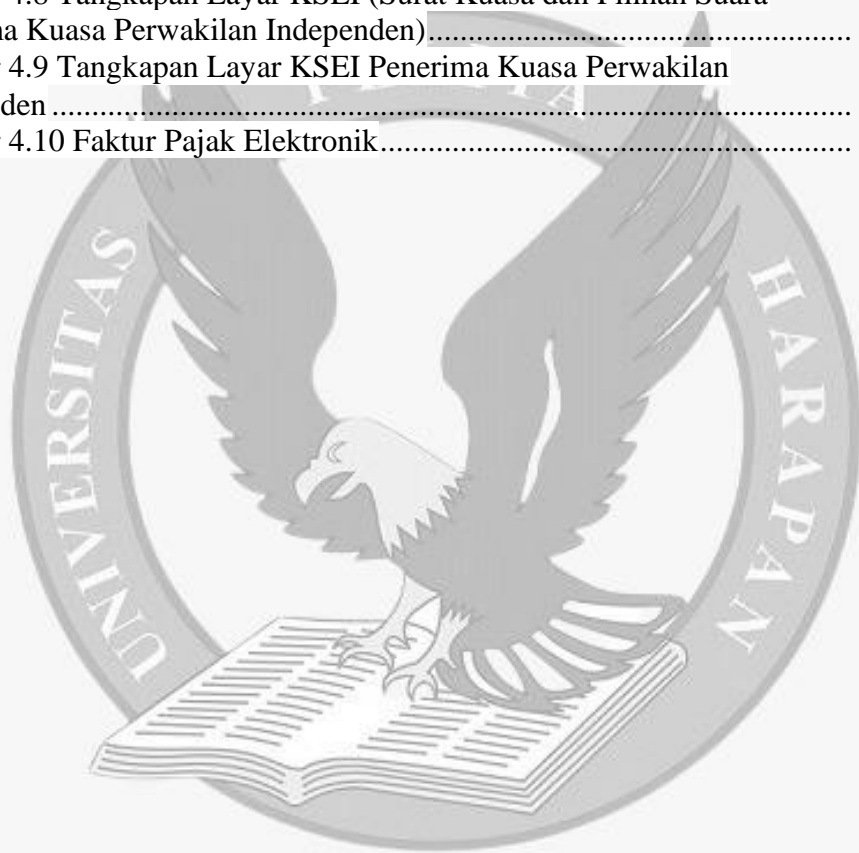 4.8 Tangkapan Layar KSEI (Surat Kuasa dan Pilihan Suara
na Kuasa Perwakilan Independen)......................................................
r 4.9 Tangkapan Layar KSEI Penerima Kuasa Perwakilan
den......................................................................................................
r 4.10 Faktur Pajak Elektronik............................................................
UNIVERSITAS
HARAPAN